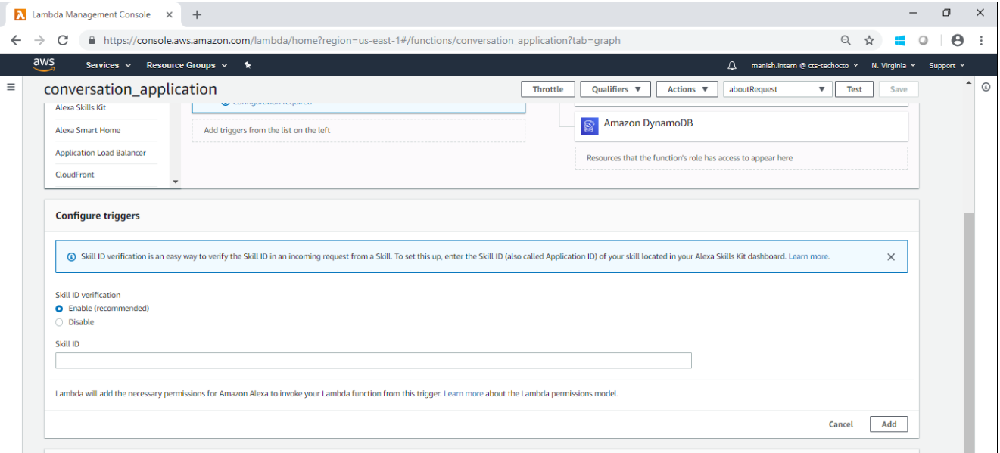 Lambda Management Console
https://console.aws.amazon.com/lambda/home?region=us-east-1#/functions/conversation_application?tab=graph
aws Services Resource Groups manish.intern @ cts-techocto N. Virginia Support
conversation_application Throttle Qualifiers Actions aboutRequest Test Save
Alexa Skills Kit
Configuration required
Alexa Smart Home
Add triggers from the list on the left
Application Load Balancer
CloudFront
Amazon DynamoDB
Resources that the function's role has access to appear here
Configure triggers
Skill ID verification is an easy way to verify the Skill ID in an incoming request from a Skill. To set this up, enter the Skill ID (also called Application ID) of your skill located in your Alexa Skills Kit dashboard. Learn more.
Skill ID verification
Enable (recommended)
Disable
Skill ID
Lambda will add the necessary permissions for Amazon Alexa to invoke your Lambda function from this trigger. Learn more about the Lambda permissions model.
Cancel Add